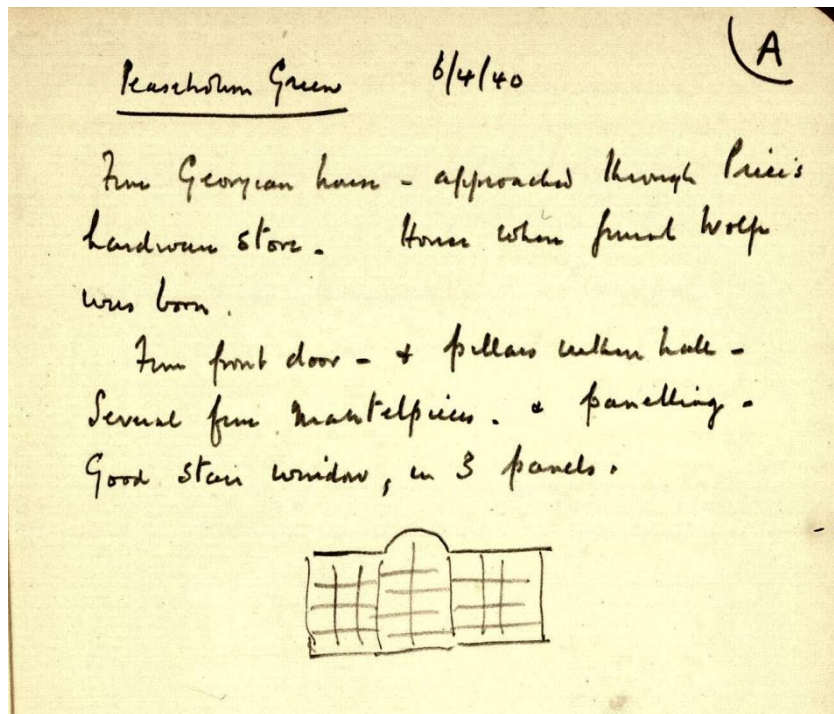 A
Peaseholm Green 6/4/40
Fine Georgian house - approached through Price's
hardware store. House where General Wolfe
was born.
Fine front door - & pillars within hall -
Several fine mantelpieces. & panelling -
Good stair window, in 3 panels.